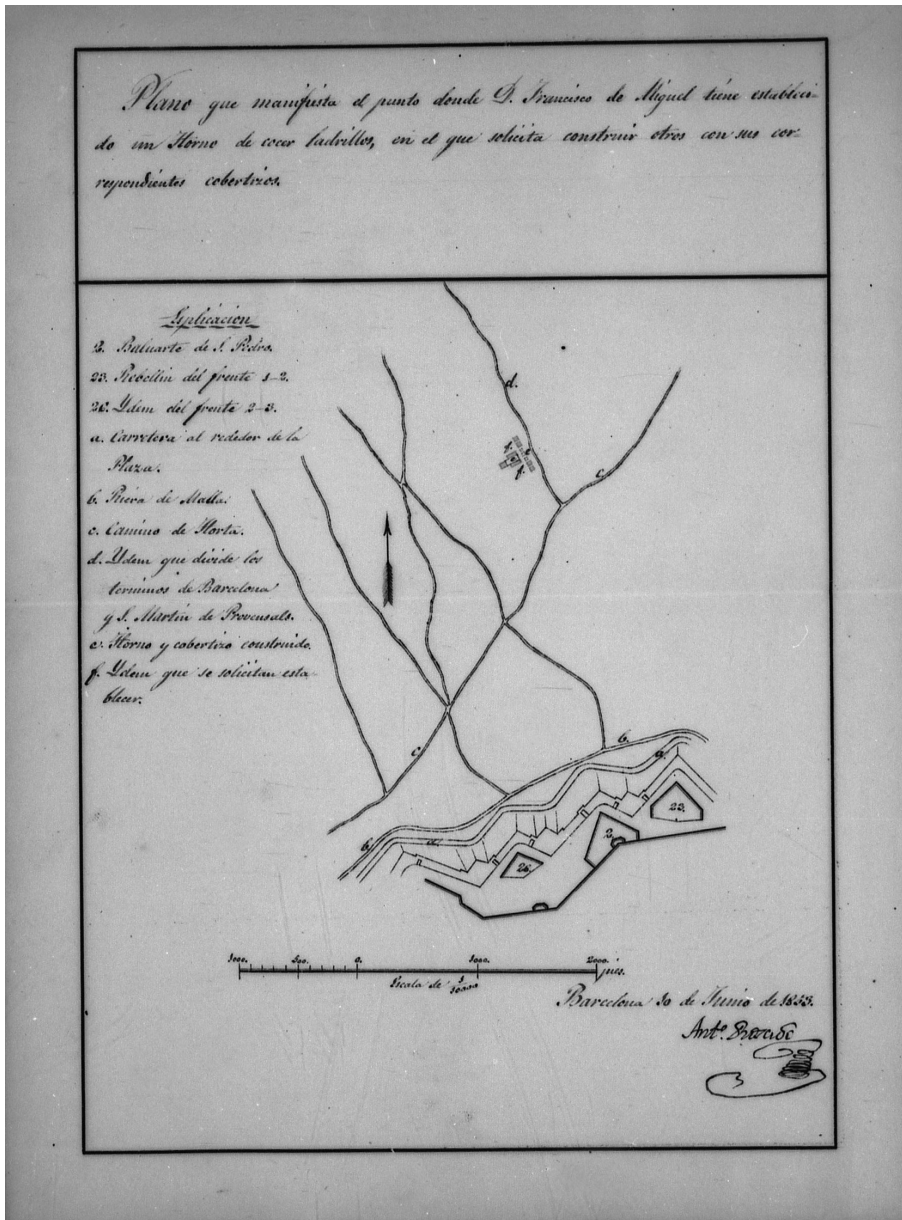 Plano que manifiesta el punto donde D. Francisco de Miguel tiene estableci-
do un Horno de cocer ladrillos, en el que solicita construir otros con sus cor-
respondientes cobertizos.
Esplicacion
2. Baluarte de S. Pedro.
23. Rebellin del frente 1-2.
26. Ydem del frente 2-3.
a. Carretera al rededor de la
Plaza.
b. Riera de Malla.
c. Camino de Horta.
d. Ydem que divide los
terminos de Barcelona
y S. Martin de Provensals.
e. Horno y cobertizo construido.
f. Ydem que se solicitan esta-
blecer.
d.
f.
e
f.
c.
c.
b.
a.
23.
2.
b.
a.
26.
1000. 500. 0. 1000. 2000. pies.
Escala de 1/10000
Barcelona 10 de Junio de
Antº.